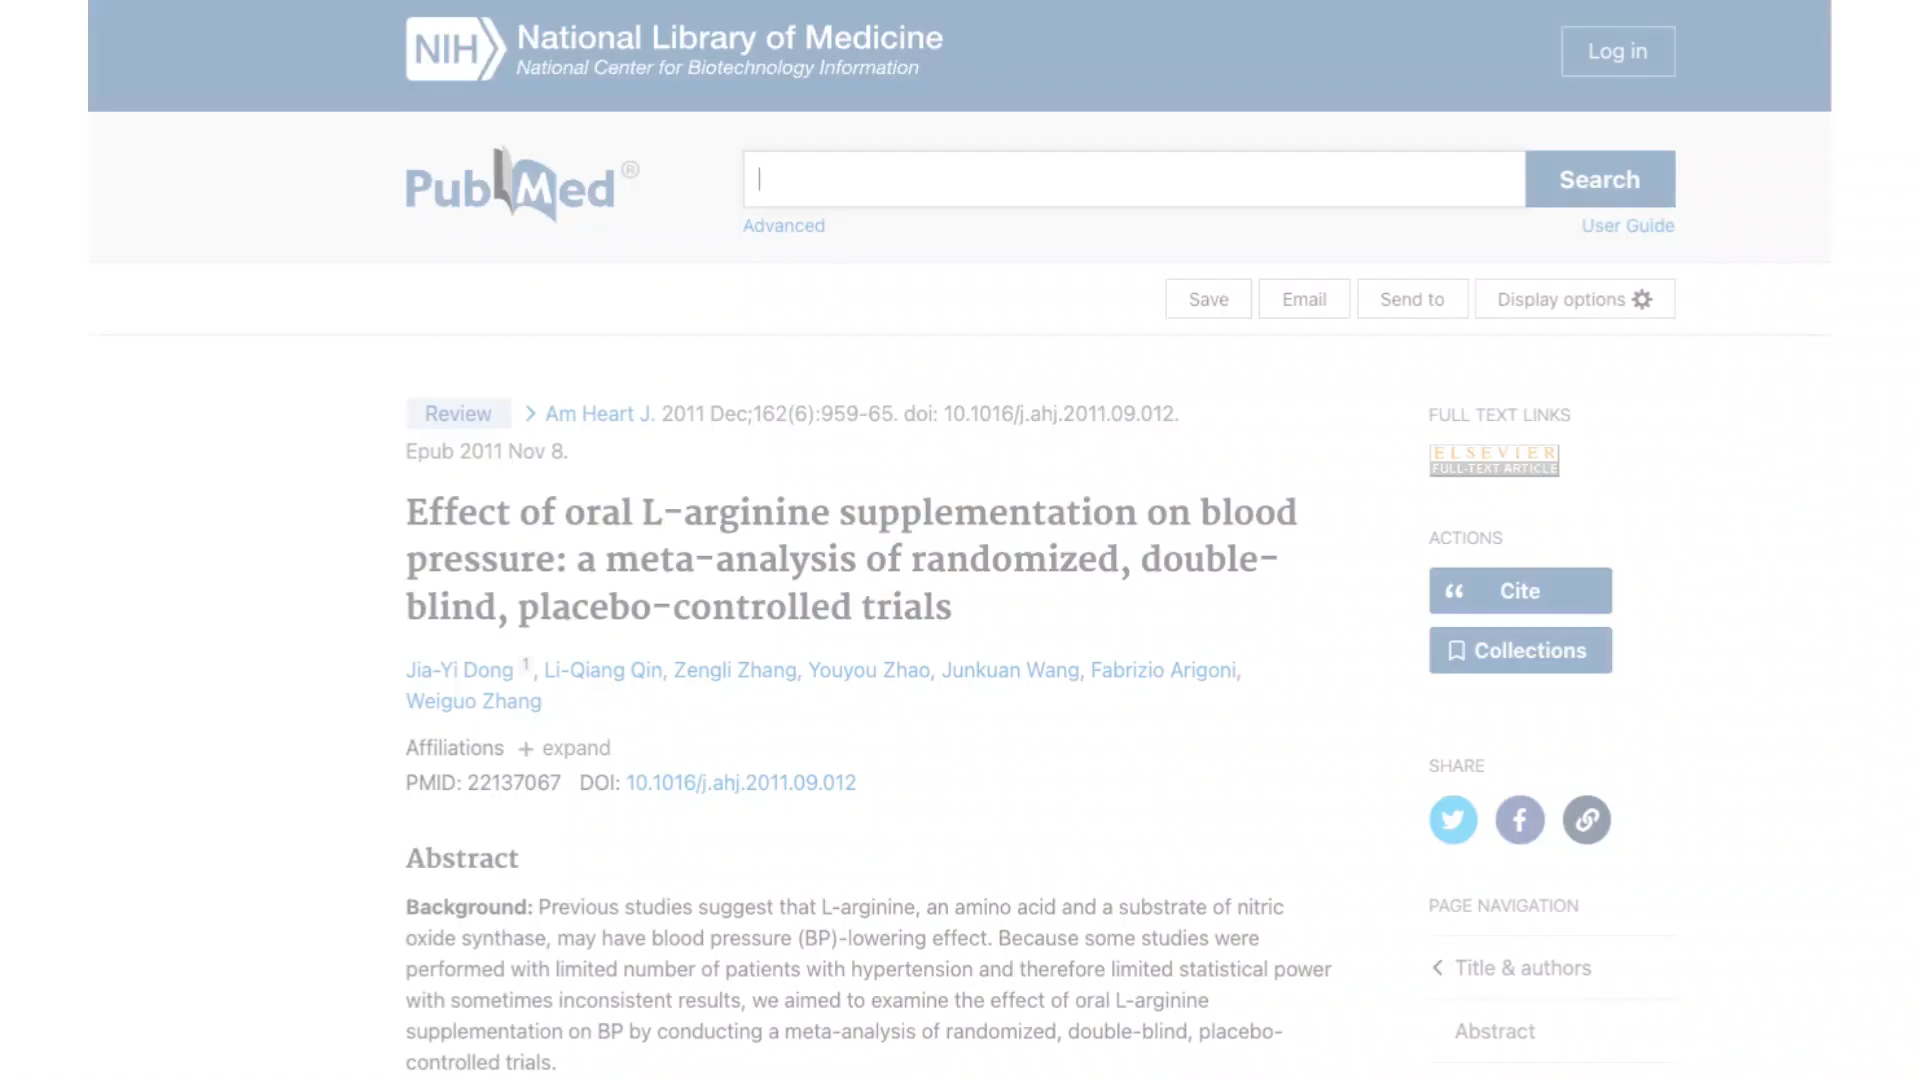 NIH National Library of Medicine
National Center for Biotechnology Information
Log in
PubMed®
Search
Advanced
User Guide
Save
Email
Send to
Display options
Review > Am Heart J. 2011 Dec;162(6):959-65. doi: 10.1016/j.ahj.2011.09.012.
Epub 2011 Nov 8.
Effect of oral L-arginine supplementation on blood
pressure: a meta-analysis of randomized, double-
blind, placebo-controlled trials
Jia-Yi Dong 1, Li-Qiang Qin, Zengli Zhang, Youyou Zhao, Junkuan Wang, Fabrizio Arigoni,
Weiguo Zhang
Affiliations + expand
PMID: 22137067 DOI: 10.1016/j.ahj.2011.09.012
Abstract
Background: Previous studies suggest that L-arginine, an amino acid and a substrate of nitric
oxide synthase, may have blood pressure (BP)-lowering effect. Because some studies were
performed with limited number of patients with hypertension and therefore limited statistical power
with sometimes inconsistent results, we aimed to examine the effect of oral L-arginine
supplementation on BP by conducting a meta-analysis of randomized, double-blind, placebo-
controlled trials.
FULL TEXT LINKS
ELSEVIER
FULL-TEXT ARTICLE
ACTIONS
Cite
Collections
SHARE
PAGE NAVIGATION
Title & authors
Abstract